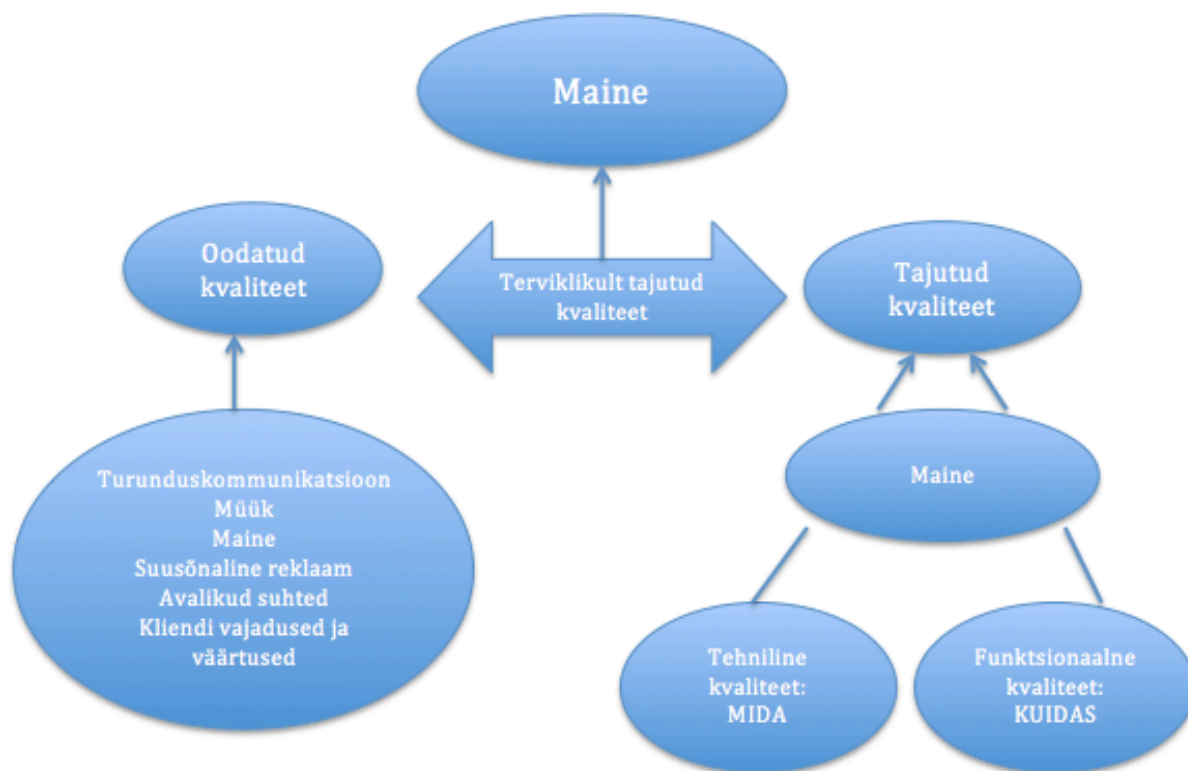 Maine
Oodatud
kvaliteet
Terviklikult tajutud
kvaliteet
Tajutud
kvaliteet
Turunduskommunikatsioon
Müük
Maine
Suusõnaline reklaam
Avalikud suhted
Kliendi vajadused ja
väärtused
Maine
Tehniline
kvaliteet:
MIDA
Funktsionaalne
kvaliteet:
KUIDAS